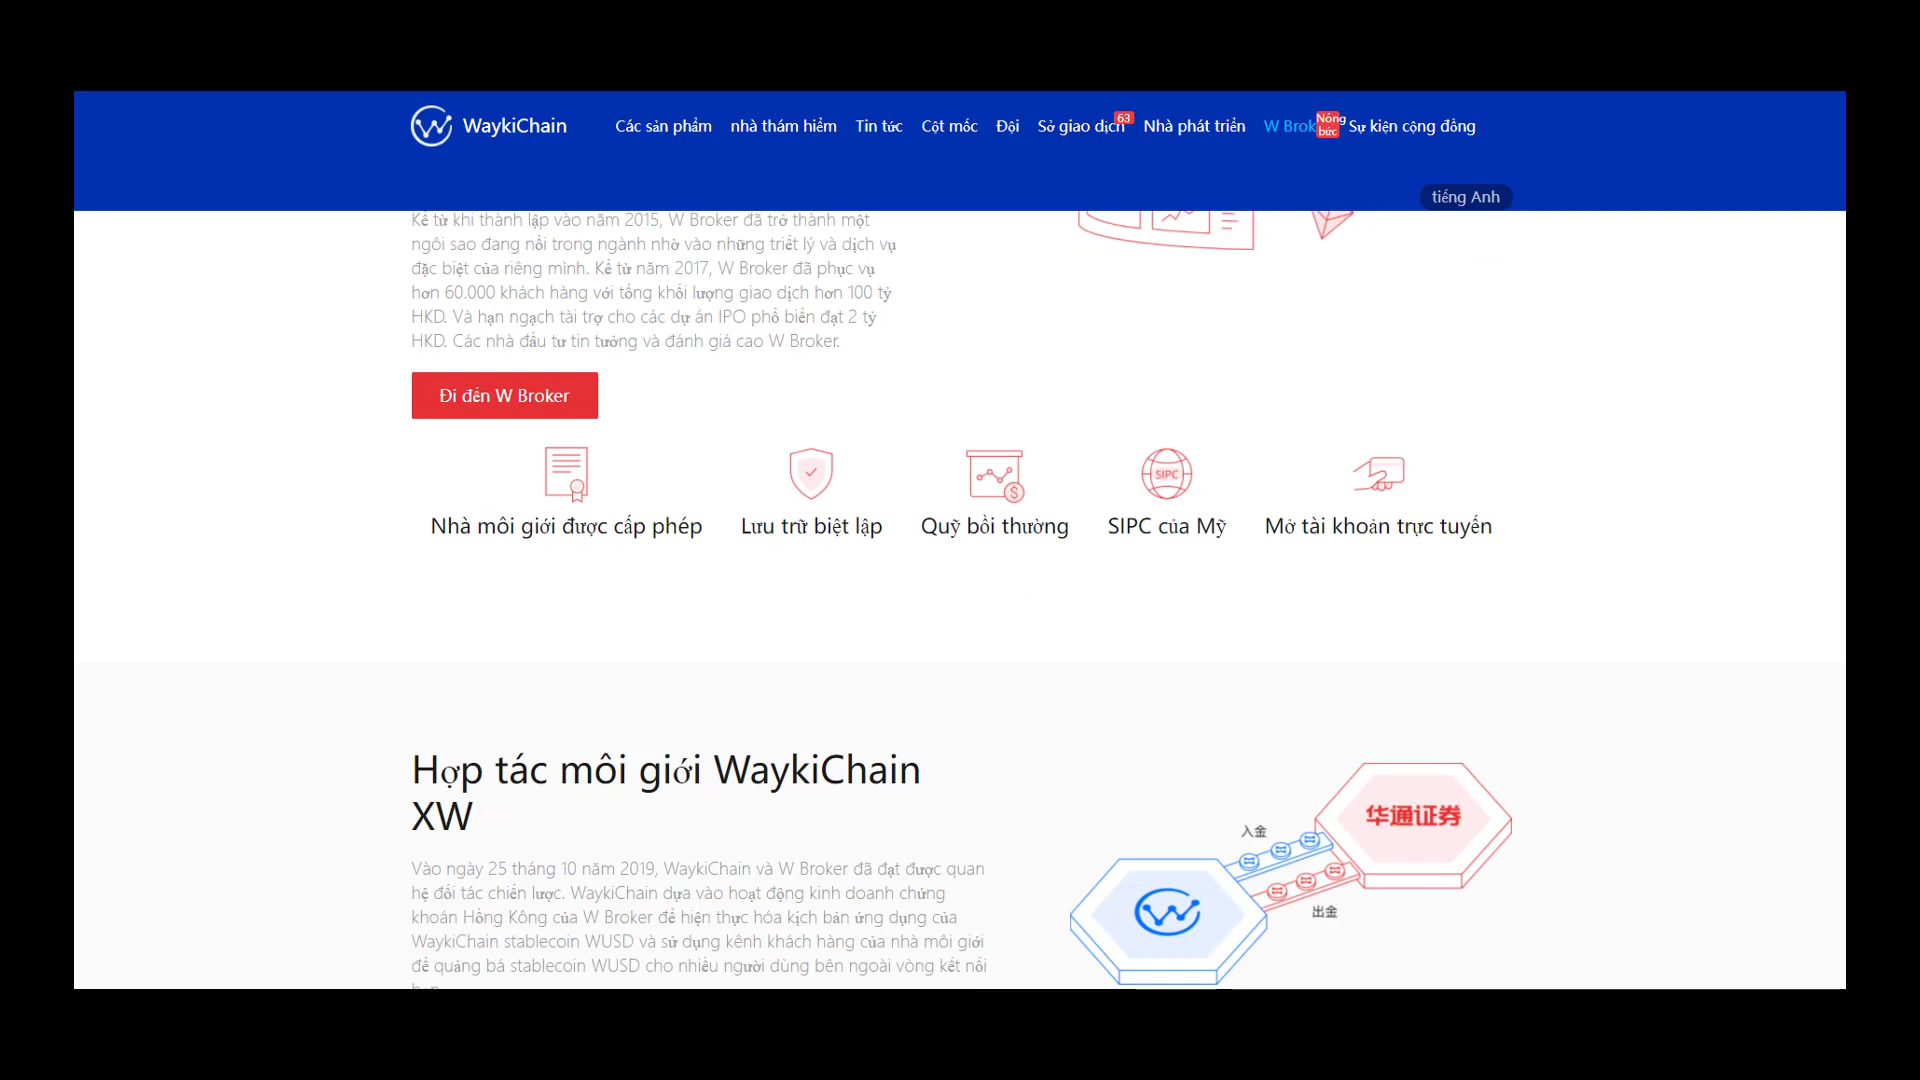 WaykiChain
Các sản phẩm nhà thám hiểm Tin tức Cột mốc Đội Sở giao dịch 63 Nhà phát triển W Brok Nóng bức Sự kiện cộng đồng
tiếng Anh
Kể từ khi thành lập vào năm 2015, W Broker đã trở thành một
ngôi sao đang nổi trong ngành nhờ vào những triết lý và dịch vụ
đặc biệt của riêng mình. Kể từ năm 2017, W Broker đã phục vụ
hơn 60.000 khách hàng với tổng khối lượng giao dịch hơn 100 tỷ
HKD. Và hạn ngạch tài trợ cho các dự án IPO phổ biến đạt 2 tỷ
HKD. Các nhà đầu tư tin tưởng và đánh giá cao W Broker.
Đi đến W Broker
SIPC
Nhà môi giới được cấp phép Lưu trữ biệt lập Quỹ bồi thường SIPC của Mỹ Mở tài khoản trực tuyến
Hợp tác môi giới WaykiChain
XW
Vào ngày 25 tháng 10 năm 2019, WaykiChain và W Broker đã đạt được quan
hệ đối tác chiến lược. WaykiChain dựa vào hoạt động kinh doanh chứng
khoán Hồng Kông của W Broker để hiện thực hóa kịch bản ứng dụng của
WaykiChain stablecoin WUSD và sử dụng kênh khách hàng của nhà môi giới
để quảng bá stablecoin WUSD cho nhiều người dùng bên ngoài vòng kết nối
华通证券
入金
出金